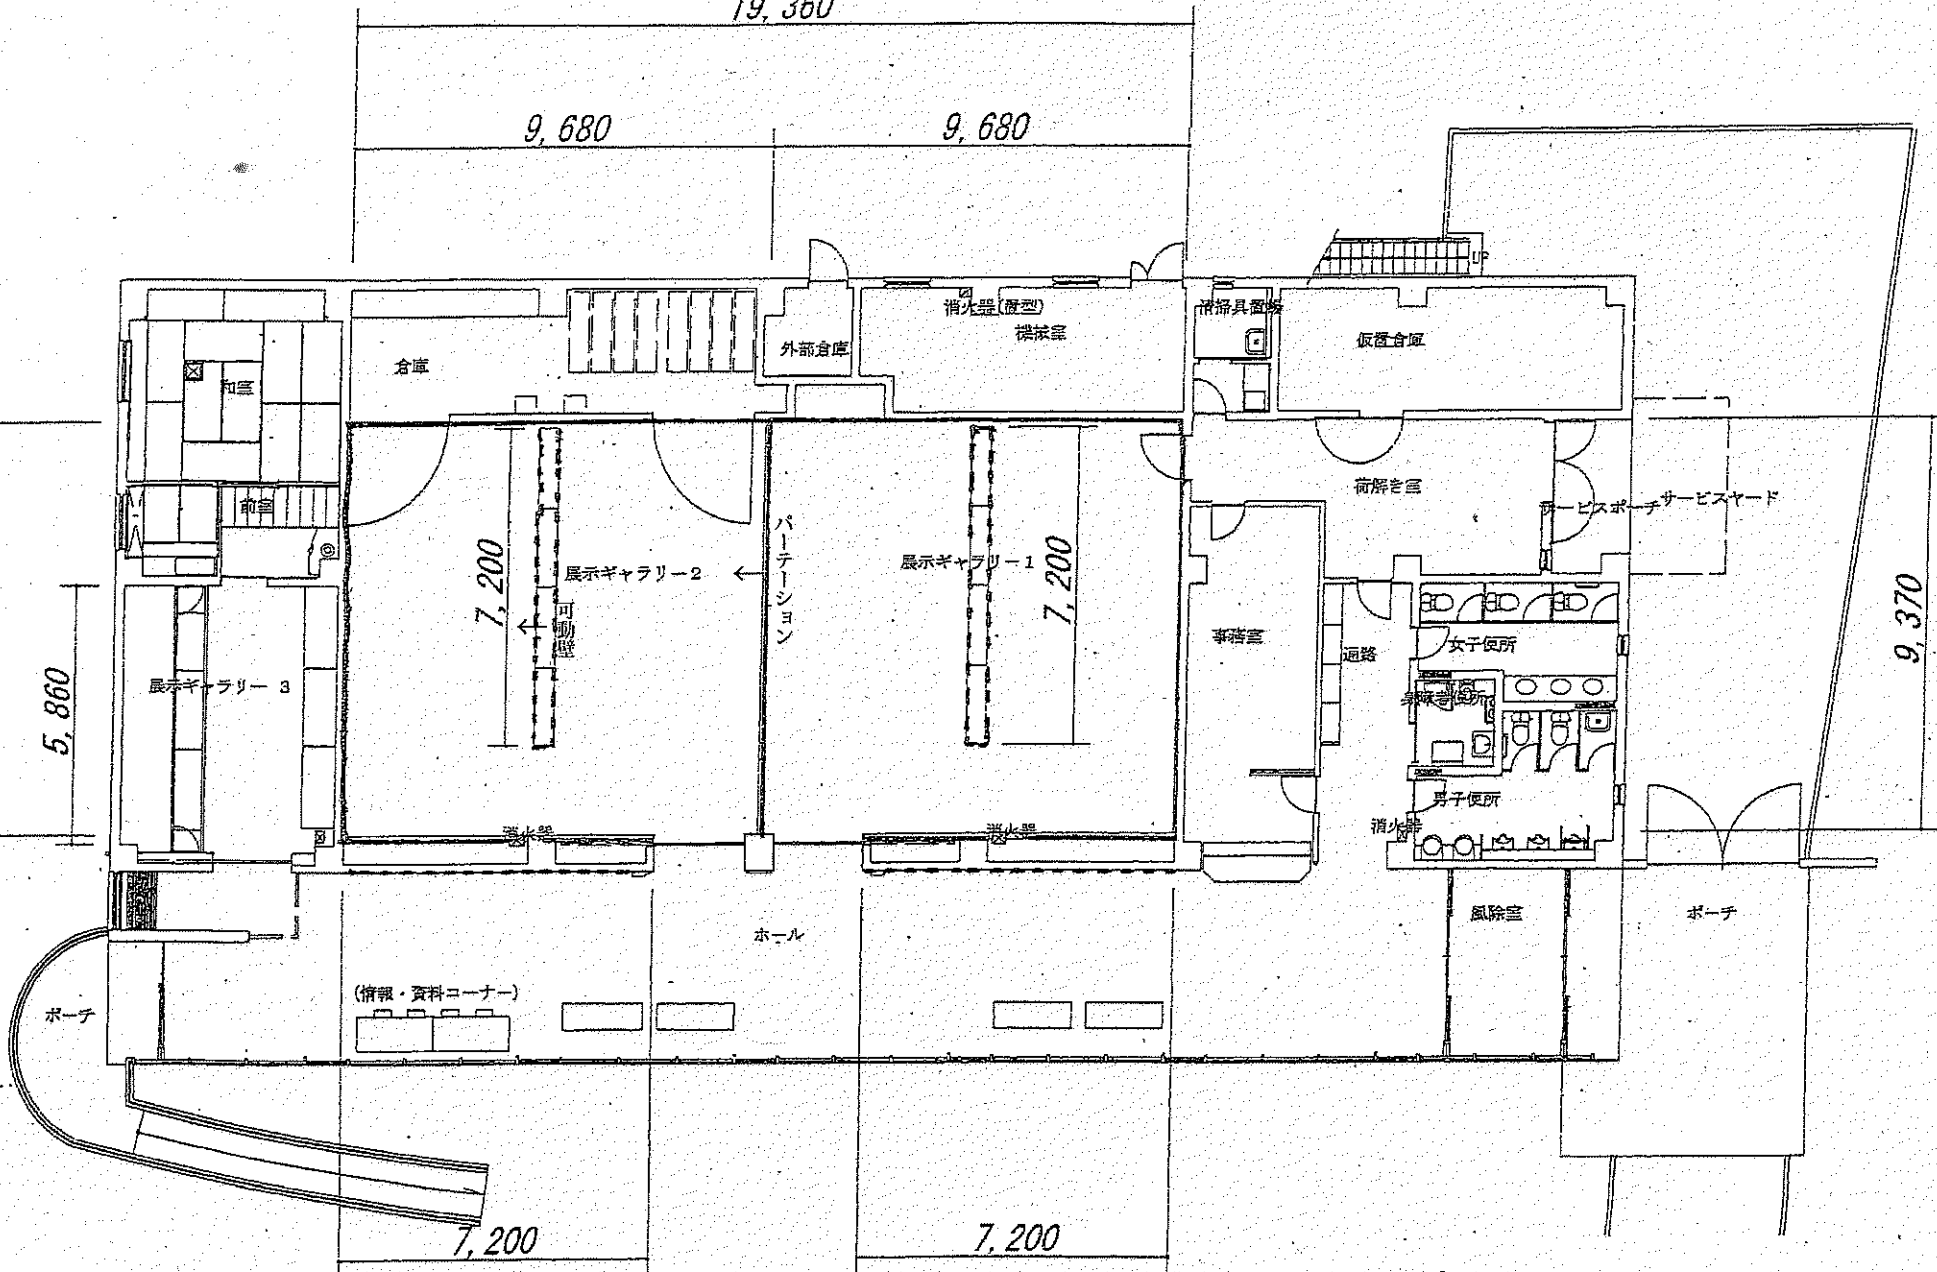 19,360
9,680
9,680
UP
消火器(置型)
機械室
清掃具置場
仮置倉庫
外部倉庫
倉庫
和室
前室
荷解き室
サービスポーチ
サービスヤード
パーテーション
展示ギャラリー2
展示ギャラリー1
7,200
7,200
可動壁
事務室
通路
女子便所
身障者便所
男子便所
9,370
5,860
展示ギャラリー 3
消火器
消火器
消火器
風除室
ポーチ
ホール
(情報・資料コーナー)
ポーチ
7,200
7,200